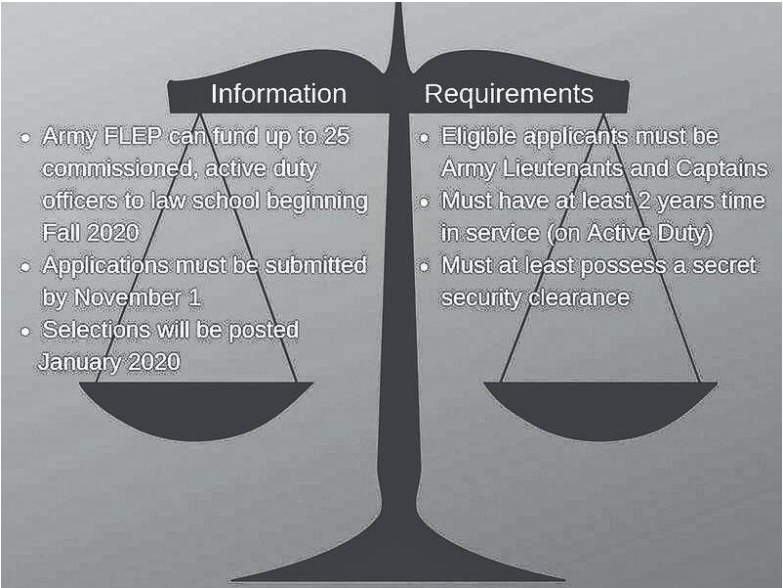 Information
• Army FLEP can fund up to 25
commissioned, active duty
officers to law school beginning
Fall 2020
• Applications must be submitted
by November 1
• Selections will be posted
January 2020
Requirements
• Eligible applicants must be
Army Lieutenants and Captains
• Must have at least 2 years time
in service (on Active Duty)
• Must at least possess a secret
security clearance